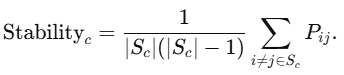 Stability_c = \frac{1}{|S_c|(|S_c| - 1)} \sum_{i \neq j \in S_c} P_{ij}.